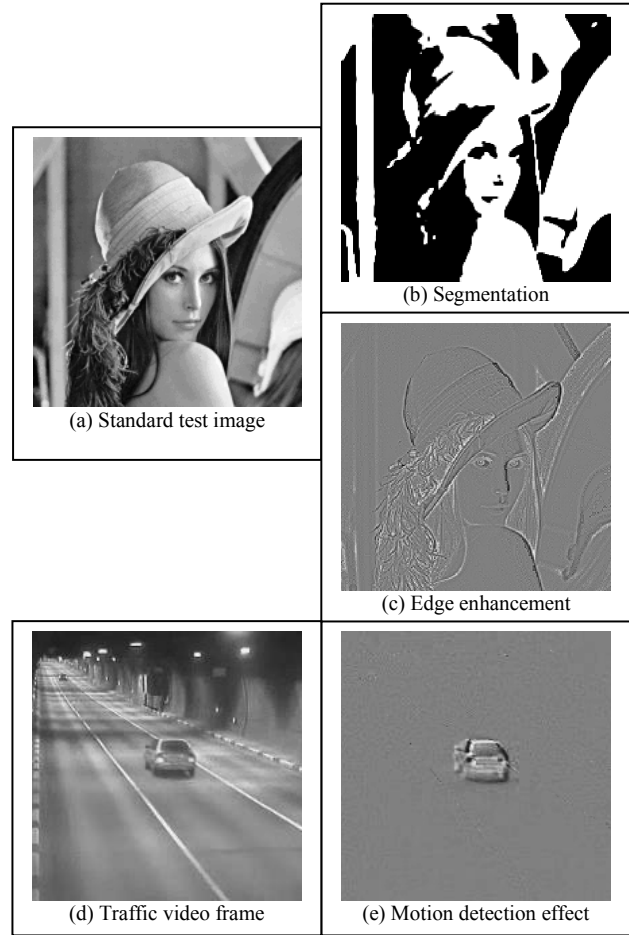 (b) Segmentation
(a) Standard test image
(c) Edge enhancement
(d) Traffic video frame
(e) Motion detection effect